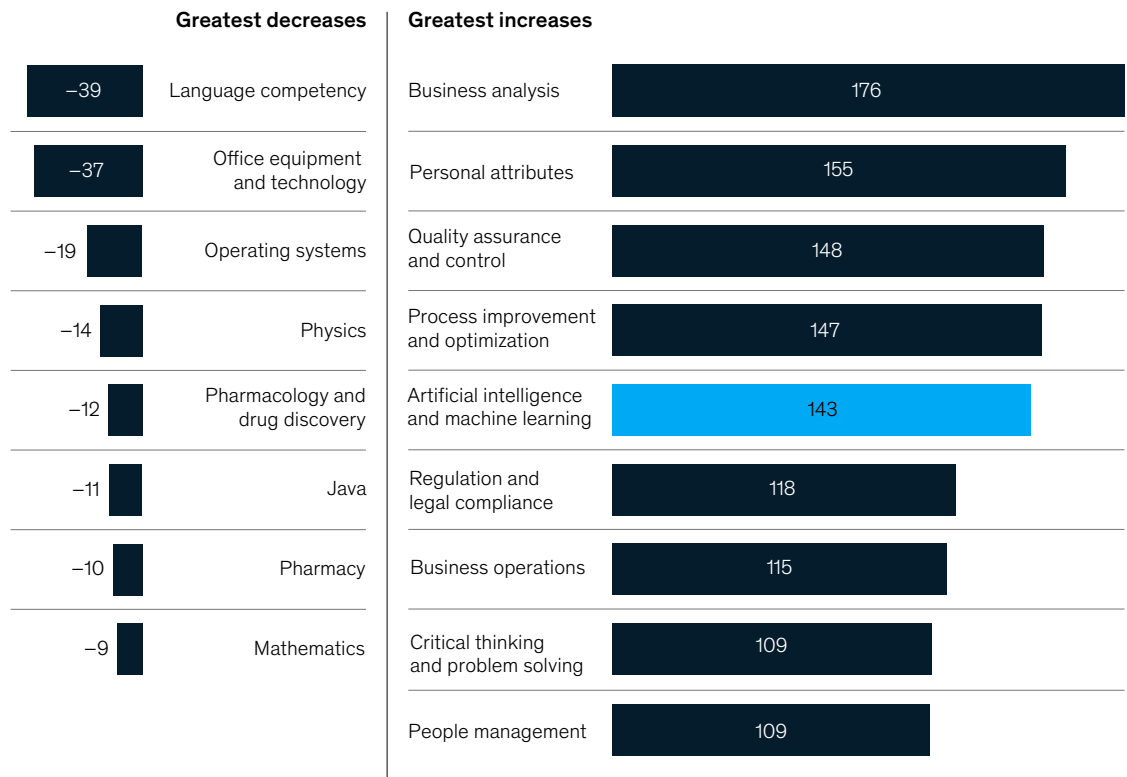 Greatest decreases
–39
Language competency
–37
Office equipment
and technology
–19
Operating systems
–14
Physics
–12
Pharmacology and
drug discovery
–11
Java
–10
Pharmacy
–9
Mathematics
Greatest increases
Business analysis
176
Personal attributes
155
Quality assurance
and control
148
Process improvement
and optimization
147
Artificial intelligence
and machine learning
143
Regulation and
legal compliance
118
Business operations
115
Critical thinking
and problem solving
109
People management
109